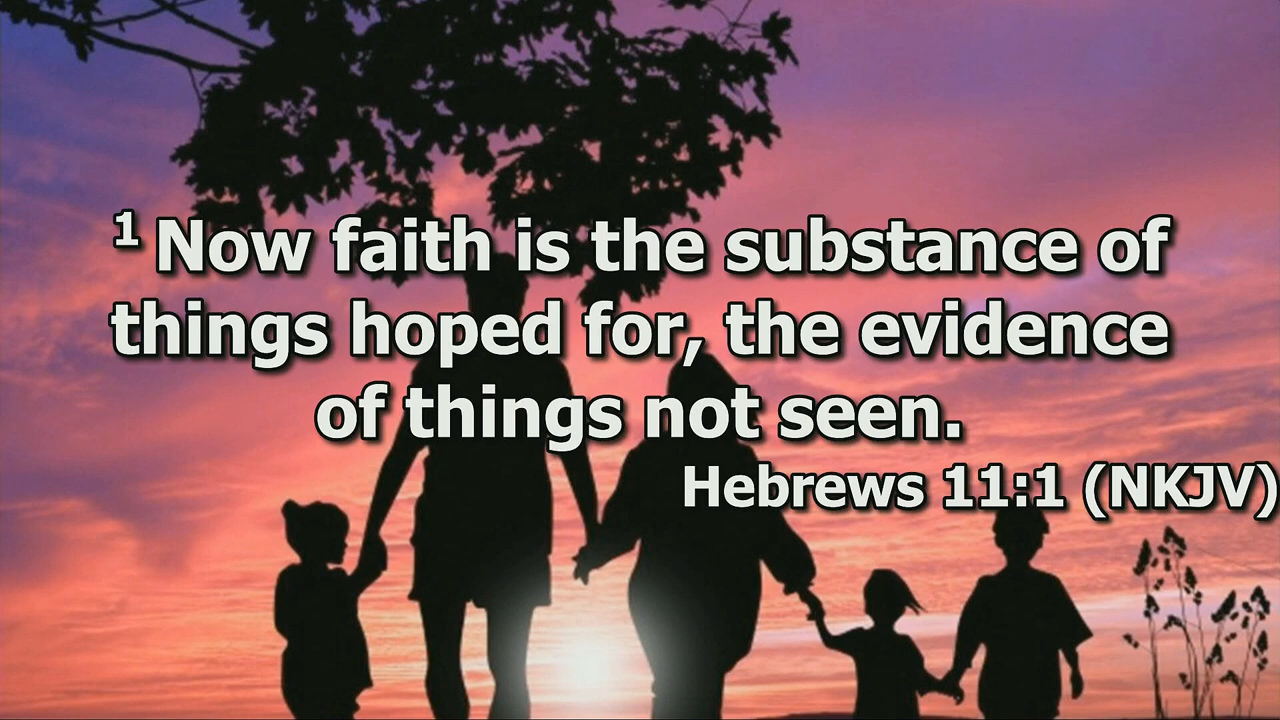 1 Now faith is the substance of
things hoped for, the evidence
of things not seen.
Hebrews 11:1 (NKJV)